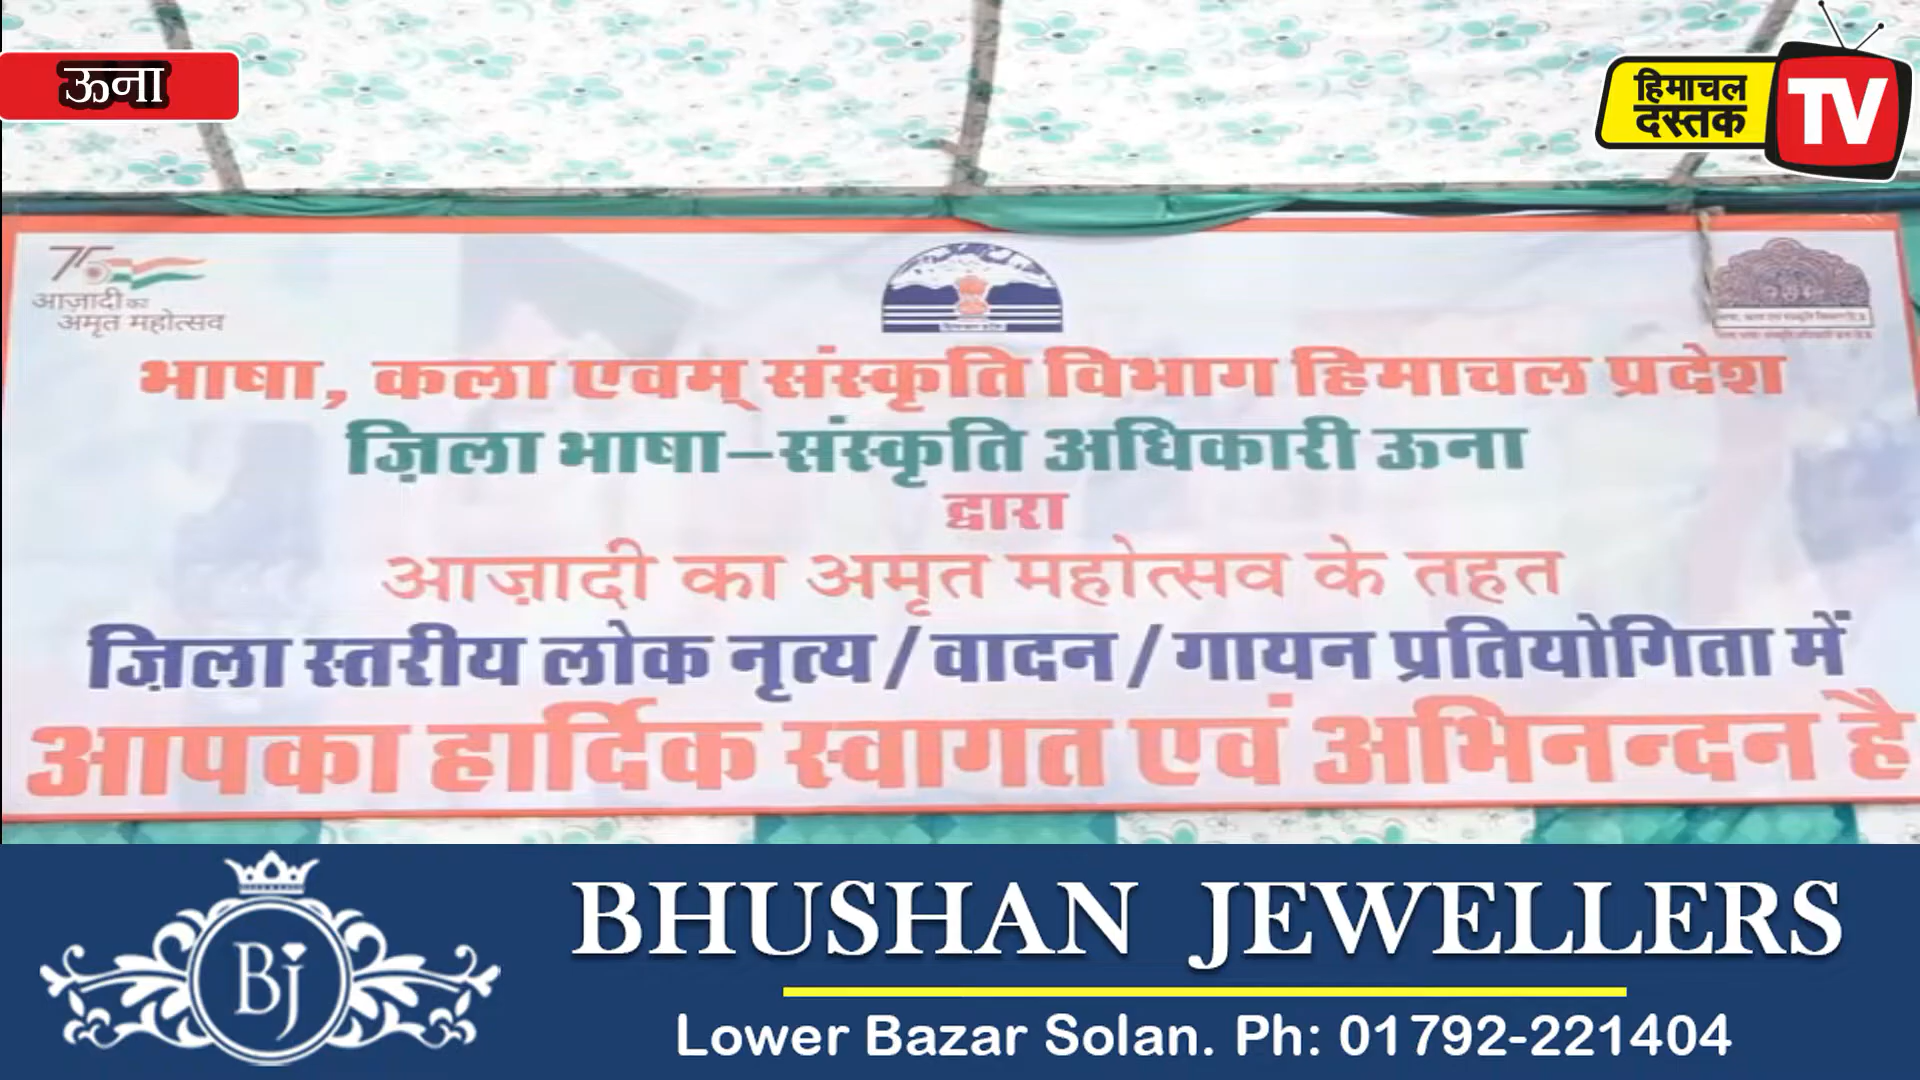 ऊना
हिमाचल
दस्तक
TV
75
आज़ादी का
अमृत महोत्सव
भाषा, कला एवम् संस्कृति विभाग हिमाचल प्रदेश
ज़िला भाषा–संस्कृति अधिकारी ऊना
द्वारा
आज़ादी का अमृत महोत्सव के तहत
ज़िला स्तरीय लोक नृत्य / वादन / गायन प्रतियोगिता में
आपका हार्दिक स्वागत एवं अभिनन्दन है
Bj
BHUSHAN JEWELLERS
Lower Bazar Solan. Ph: 01792-221404